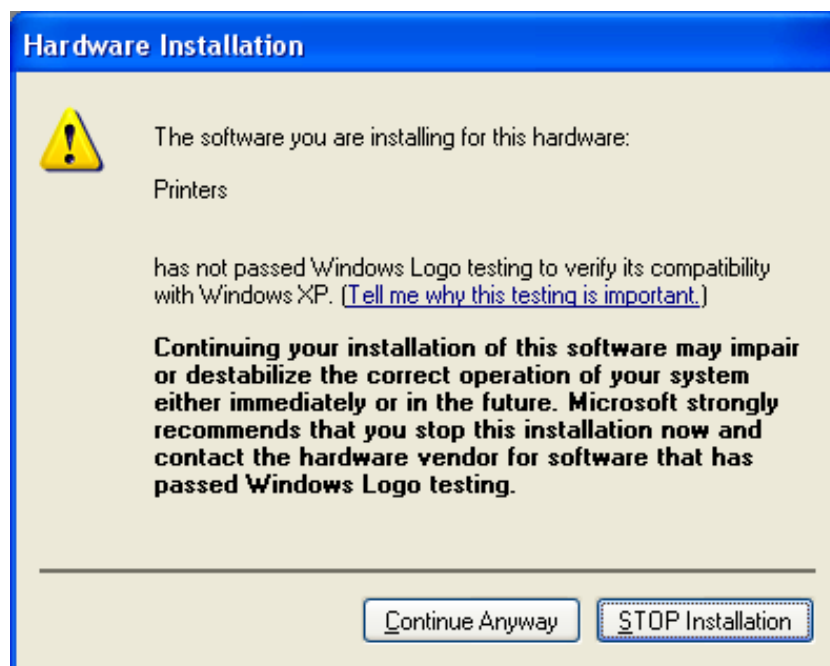 Hardware Installation
The software you are installing for this hardware:
Printers
has not passed Windows Logo testing to verify its compatibility
with Windows XP. (Tell me why this testing is important.)
Continuing your installation of this software may impair
or destabilize the correct operation of your system
either immediately or in the future. Microsoft strongly
recommends that you stop this installation now and
contact the hardware vendor for software that has
passed Windows Logo testing.
Continue Anyway
STOP Installation